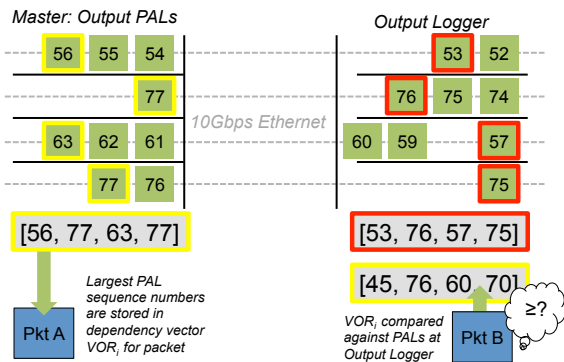 Master: Output PALs
Output Logger
56 55 54
53 52
77
76 75 74
10Gbps Ethernet
63 62 61
60 59 57
77 76
75
[56, 77, 63, 77]
[53, 76, 57, 75]
[45, 76, 60, 70]
Largest PAL
sequence numbers
are stored in
dependency vector
VORi for packet
Pkt A
VORi compared
against PALs at
Output Logger
Pkt B
≥?